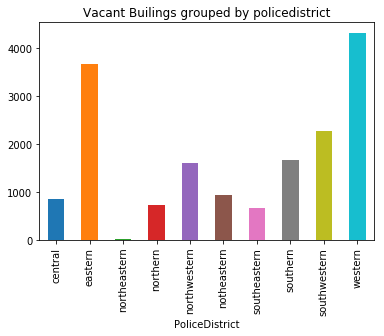 Vacant Builings grouped by policedistrict
4000
3000
2000
1000
0
central
eastern
northeastern
northern
northwestern
notheastern
southeastern
southern
southwestern
western
PoliceDistrict